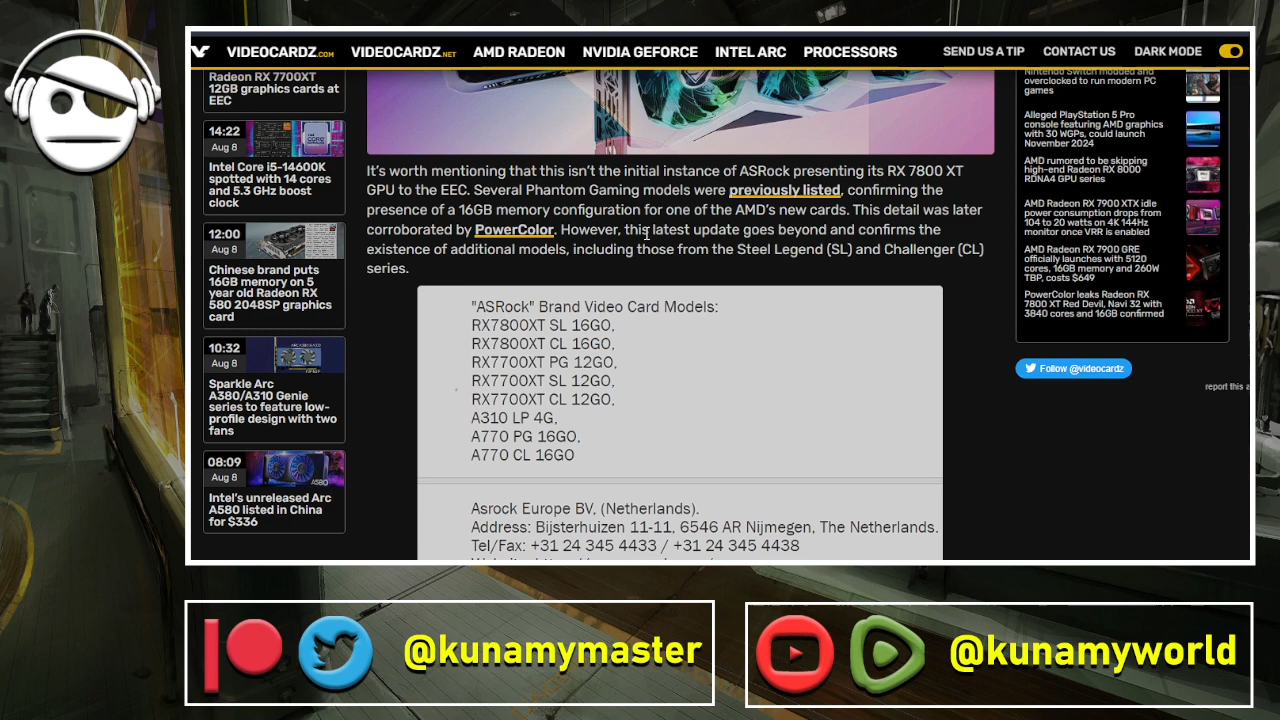 VIDEOCARDZ.COM VIDEOCARDZ.NET AMD RADEON NVIDIA GEFORCE INTEL ARC PROCESSORS SEND US A TIP CONTACT US DARK MODE
Radeon RX 7700XT
12GB graphics cards at
EEC
14:22
Aug 8
Intel Core i5-14600K
spotted with 14 cores
and 5.3 GHz boost
clock
12:00
Aug 8
Chinese brand puts
16GB memory on 5
year old Radeon RX
580 2048SP graphics
card
10:32
Aug 8
Sparkle Arc
A380/A310 Genie
series to feature low-
profile design with two
fans
08:09
Aug 8
A580
Intel's unreleased Arc
A580 listed in China
for $336
It's worth mentioning that this isn't the initial instance of ASRock presenting its RX 7800 XT
GPU to the EEC. Several Phantom Gaming models were previously listed, confirming the
presence of a 16GB memory configuration for one of the AMD's new cards. This detail was later
corroborated by PowerColor. However, this latest update goes beyond and confirms the
existence of additional models, including those from the Steel Legend (SL) and Challenger (CL)
series.
"ASRock" Brand Video Card Models:
RX7800XT SL 16GO,
RX7800XT CL 16GO,
RX7700XT PG 12GO,
RX7700XT SL 12GO,
RX7700XT CL 12GO,
A310 LP 4G,
A770 PG 16GO,
A770 CL 16GO
Asrock Europe BV, (Netherlands).
Address: Bijsterhuizen 11-11, 6546 AR Nijmegen, The Netherlands.
Tel/Fax: +31 24 345 4433 / +31 24 345 4438
Nintendo Switch modded and
overclocked to run modern PC
games
Alleged PlayStation 5 Pro
console featuring AMD graphics
with 30 WGPs, could launch
November 2024
AMD rumored to be skipping
high-end Radeon RX 8000
RDNA4 GPU series
AMD Radeon RX 7900 XTX idle
power consumption drops from
104 to 20 watts on 4K 144Hz
monitor once VRR is enabled
AMD Radeon RX 7900 GRE
officially launches with 5120
cores, 16GB memory and 260W
TBP, costs $649
PowerColor leaks Radeon RX
7800 XT Red Devil, Navi 32 with
3840 cores and 16GB confirmed
Follow @videocardz
report this a
@kunamymaster
@kunamyworld